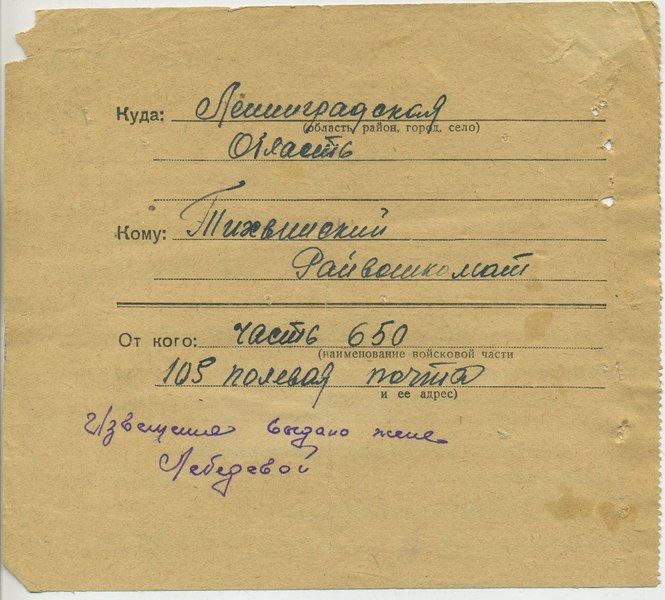 Куда: Ленинградская
(область, район, город, село)
Область
Кому: Тихвинский
Райвоенкомат
От кого: часть 650
(наименование войсковой части
105 полевая почта
и ее адрес)
Извещение выдано жене
Лебедевой